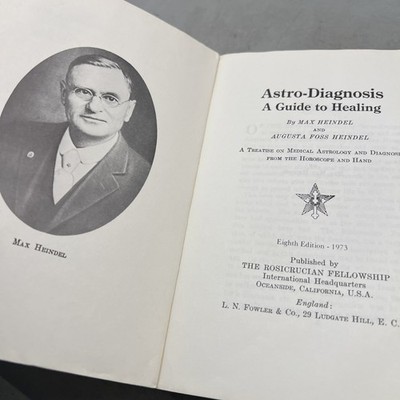 Max Heindel
Astro-Diagnosis
A Guide to Healing
By Max Heindel
and
Augusta Foss Heindel
A Treatise on Medical Astrology and Diagnosis
from the Horoscope and Hand
Eighth Edition - 1973
Published by
THE ROSICRUCIAN FELLOWSHIP
International Headquarters
Oceanside, California, U.S.A.
England:
L. N. Fowler & Co., 29 Ludgate Hill, E. C.